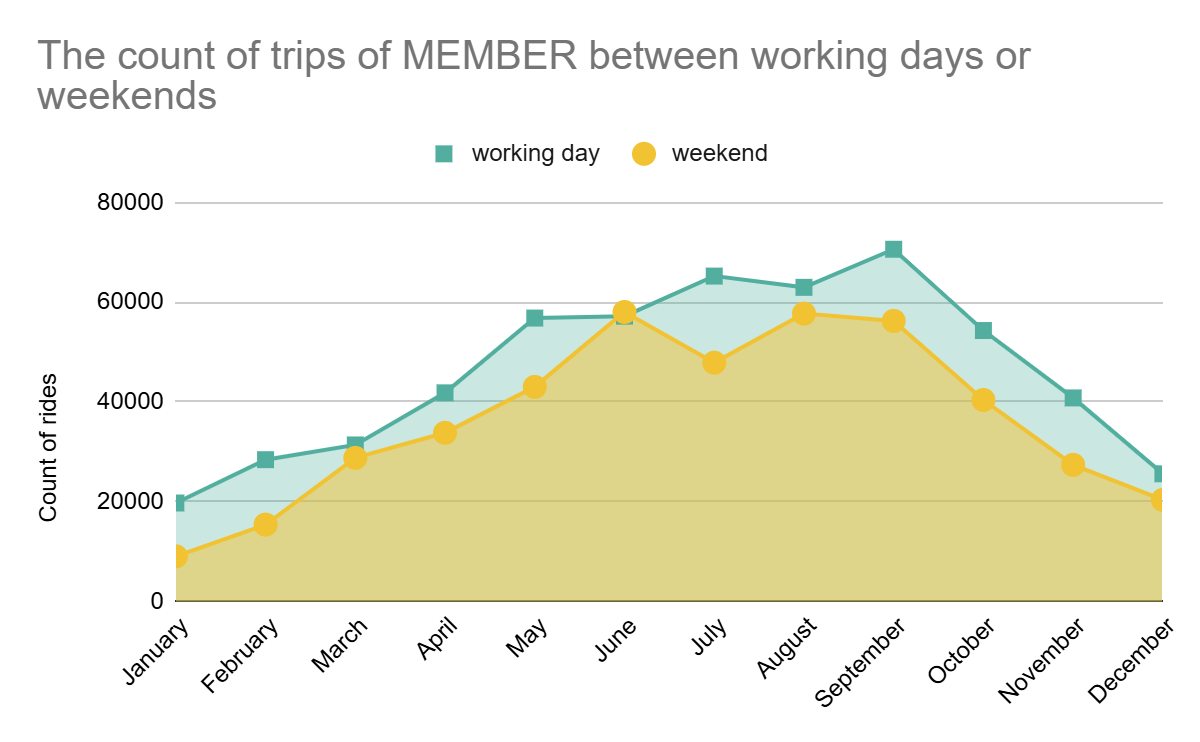 The count of trips of MEMBER between working days or
weekends
working day
weekend
80000
60000
40000
20000
0
Count of rides
January
February
March
April
May
June
July
August
September
October
November
December